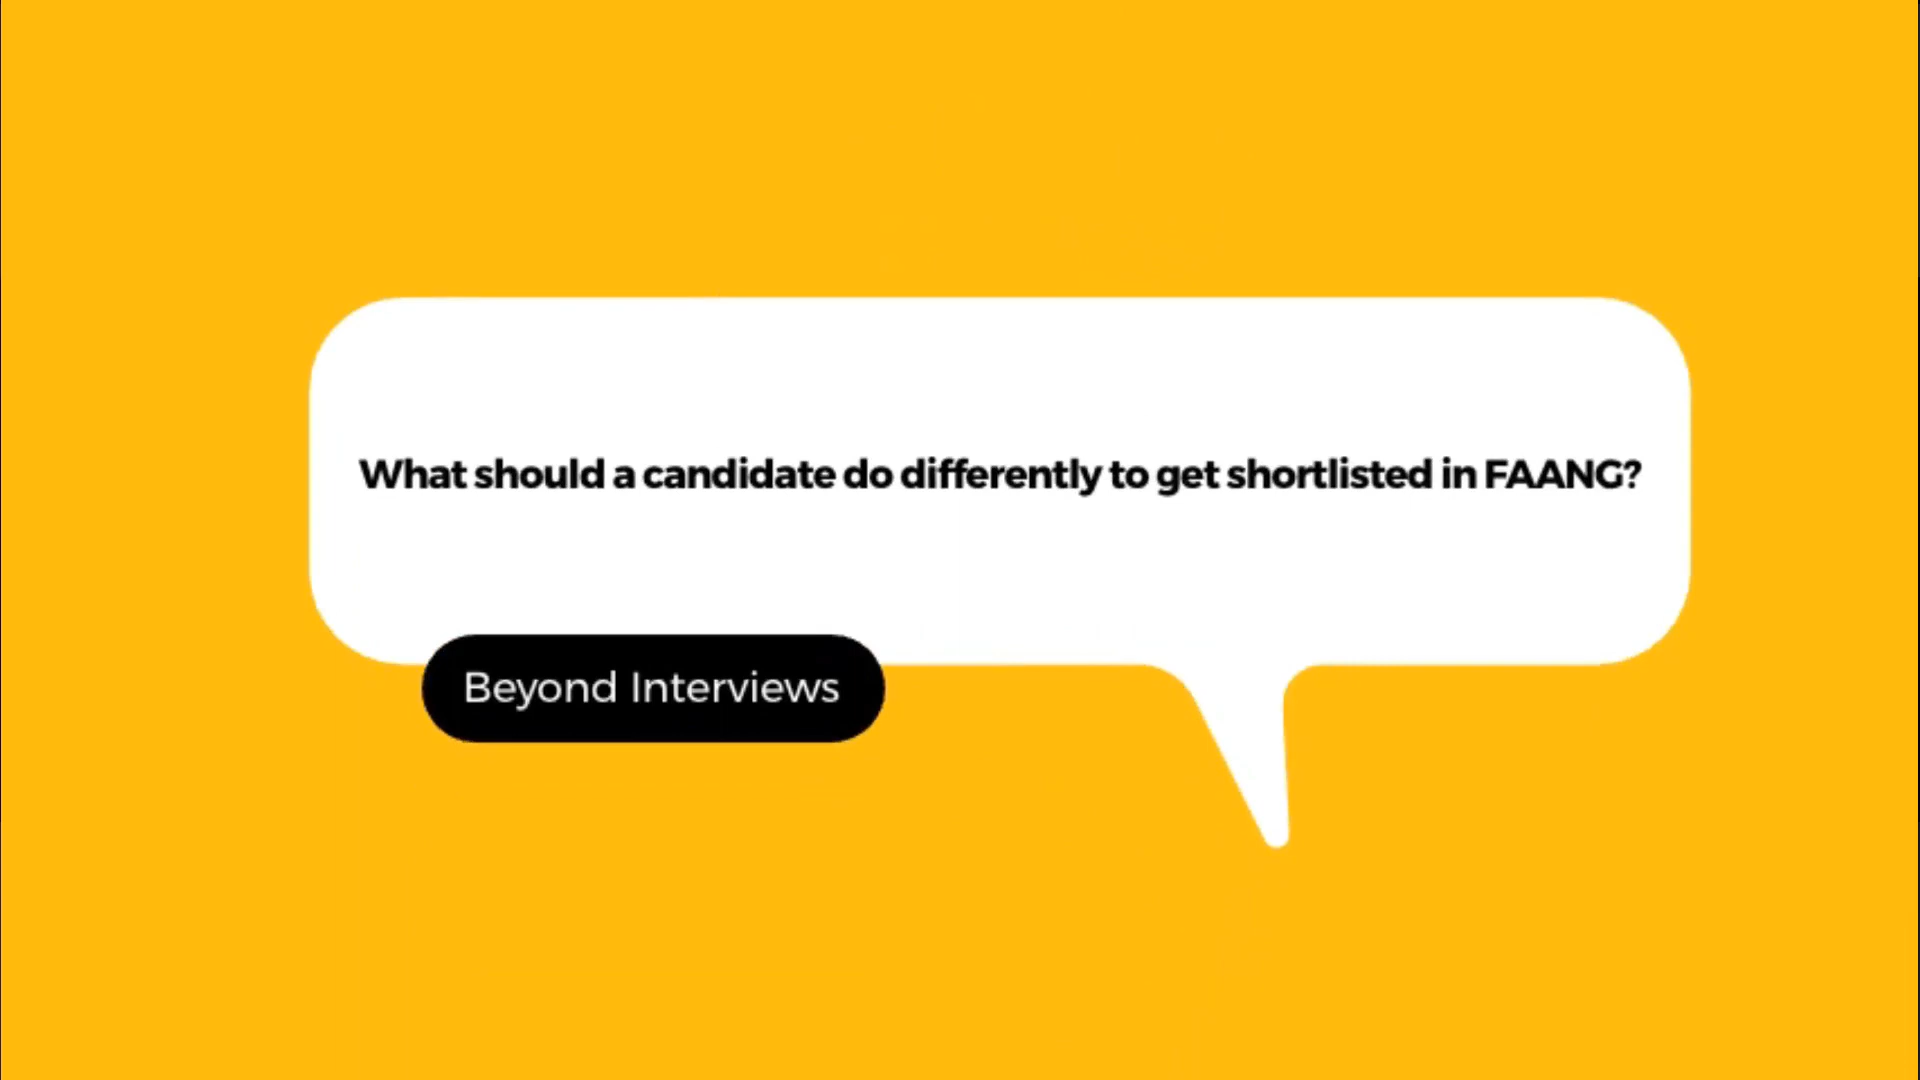 What should a candidate do differently to get shortlisted in FAANG?
Beyond Interviews